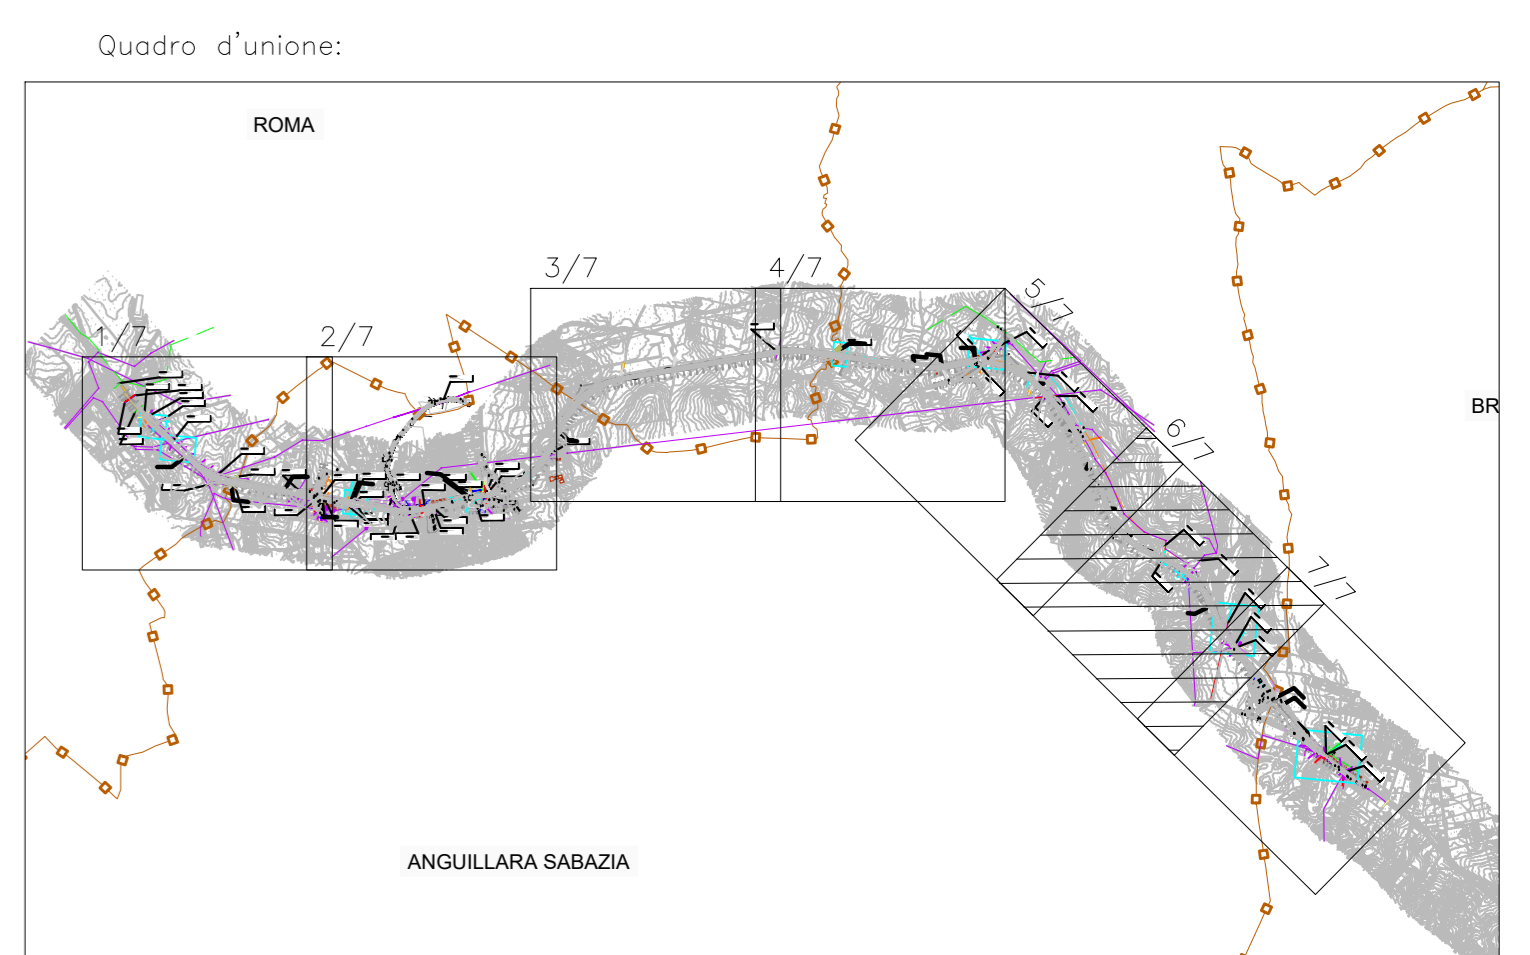 Quadro d'unione:
ROMA
3/7
4/7
5/7
1/7
2/7
BR
6/7
7/7
ANGUILLARA SABAZIA